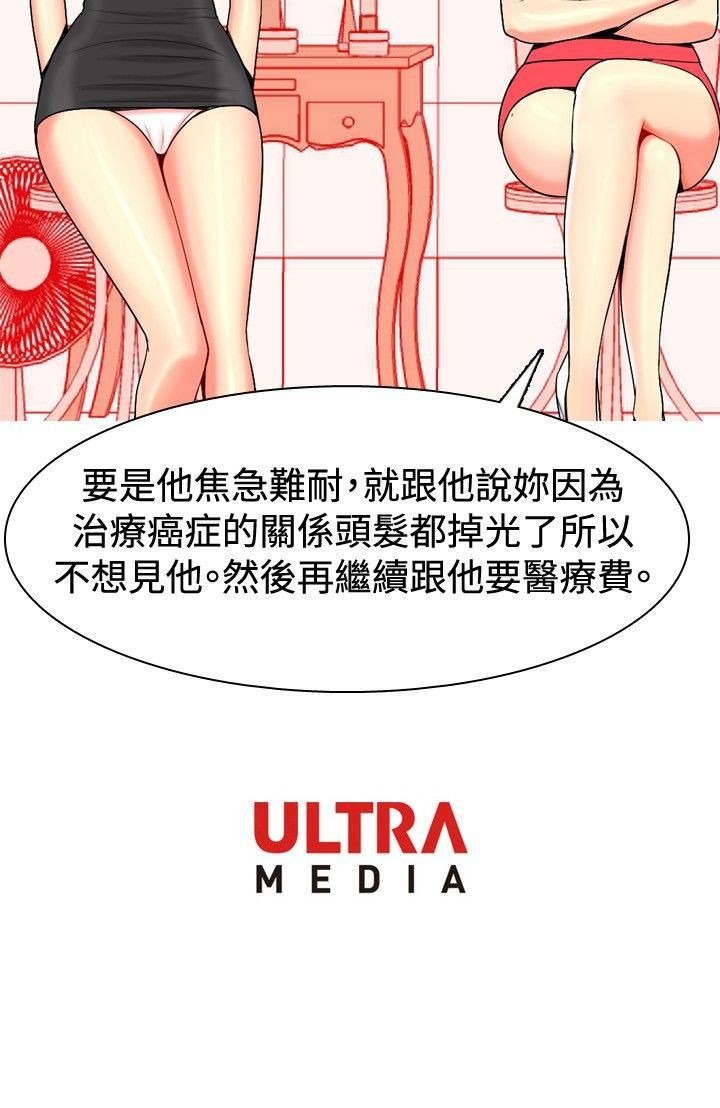 要是他焦急難耐，就跟他說妳因為
治療癌症的關係頭髮都掉光了所以
不想見他。然後再繼續跟他要醫療費。
ULTRA
MEDIA